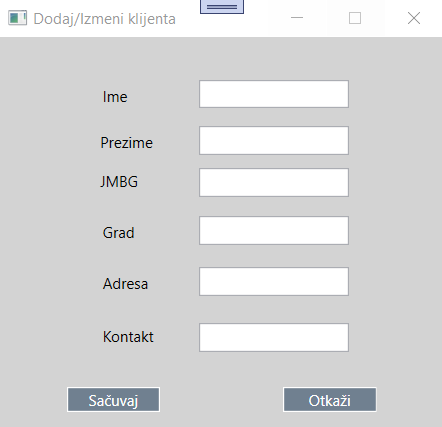 Dodaj/Izmeni klijenta
Ime
Prezime
JMBG
Grad
Adresa
Kontakt
Sačuvaj Otkaži